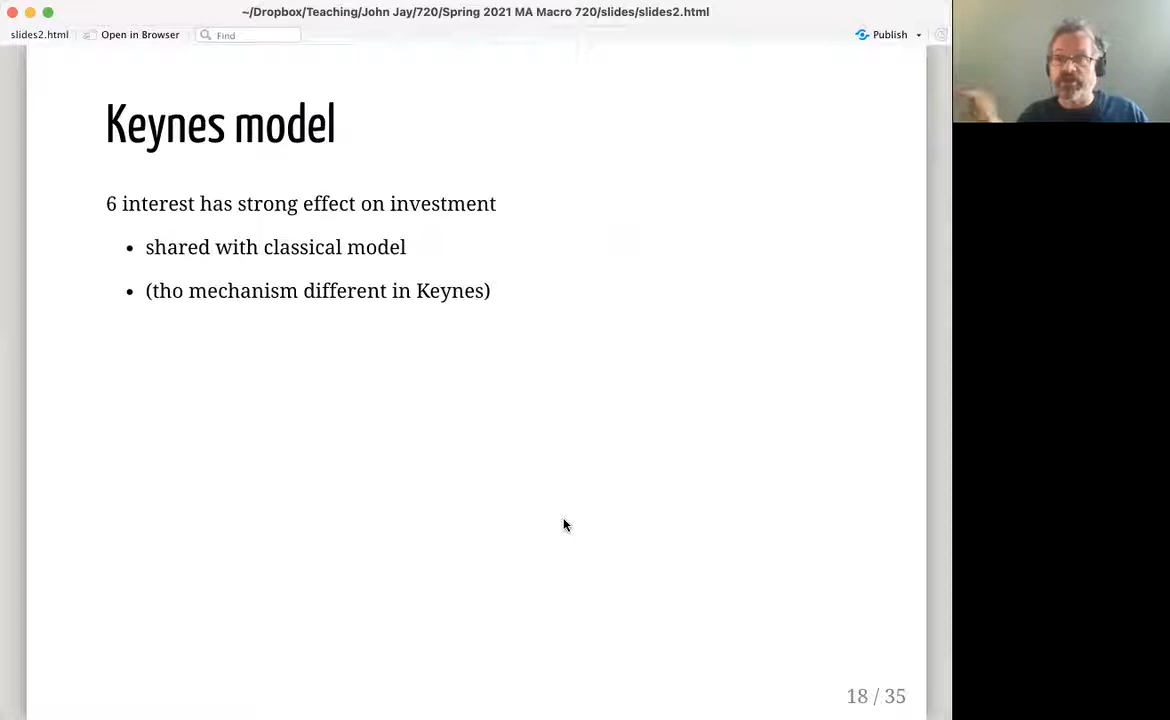 ~/Dropbox/Teaching/John Jay/720/Spring 2021 MA Macro 720/slides/slides2.html
slides2.html Open in Browser Find Publish
Keynes model
6 interest has strong effect on investment
• shared with classical model
• (tho mechanism different in Keynes)
18 / 35